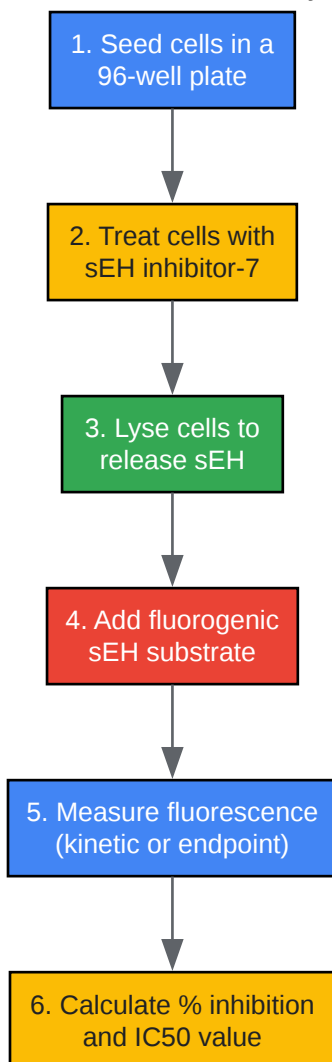 1. Seed cells in a
96-well plate
2. Treat cells with
sEH inhibitor-7
3. Lyse cells to
release sEH
4. Add fluorogenic
sEH substrate
5. Measure fluorescence
(kinetic or endpoint)
6. Calculate % inhibition
and IC50 value